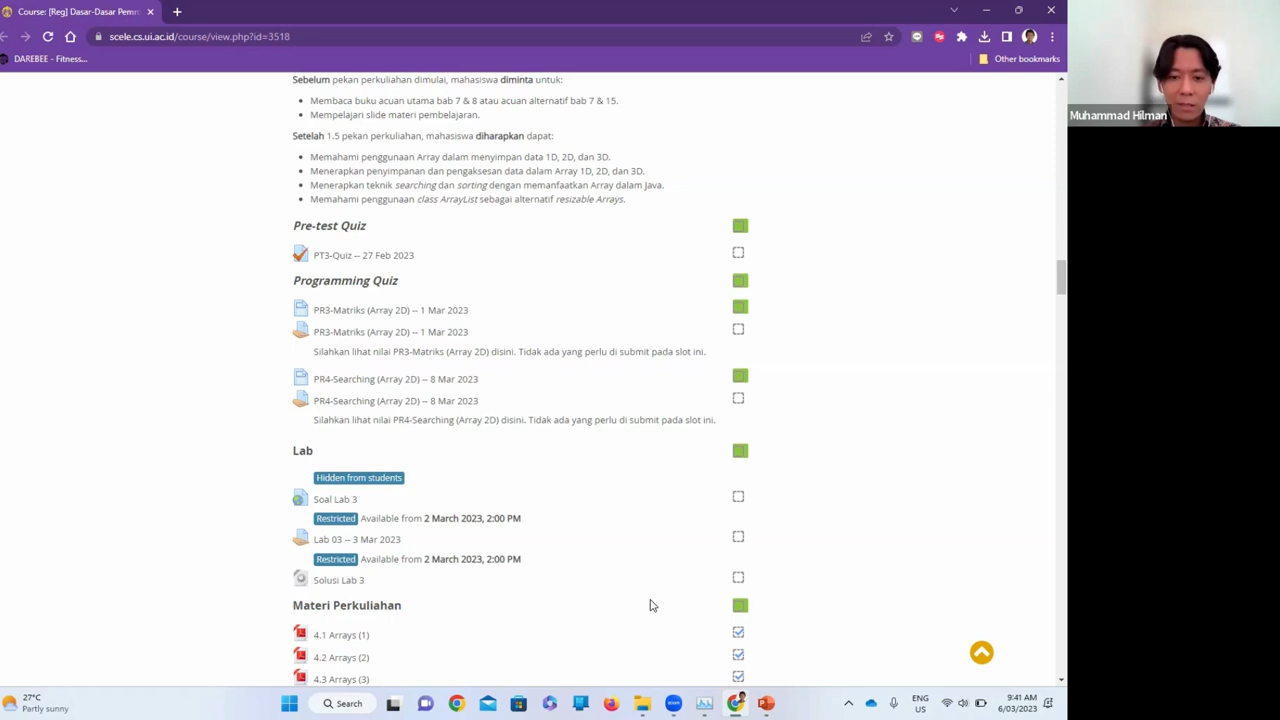 Course: [Reg] Dasar-Dasar Pemr
scele.cs.ui.ac.id/course/view.php?id=3518
DAREBEE - Fitness...
Other bookmarks
Muhammad Hilman
Sebelum pekan perkuliahan dimulai, mahasiswa diminta untuk:
Membaca buku acuan utama bab 7 & 8 atau acuan alternatif bab 7 & 15.
Mempelajari slide materi pembelajaran.
Setelah 1.5 pekan perkuliahan, mahasiswa diharapkan dapat:
Memahami penggunaan Array dalam menyimpan data 1D, 2D, dan 3D.
Menerapkan penyimpanan dan pengaksesan data dalam Array 1D, 2D, dan 3D.
Menerapkan teknik searching dan sorting dengan memanfaatkan Array dalam Java.
Memahami penggunaan class ArrayList sebagai alternatif resizable Arrays.
Pre-test Quiz
PT3-Quiz -- 27 Feb 2023
Programming Quiz
PR3-Matriks (Array 2D) -- 1 Mar 2023
PR3-Matriks (Array 2D) -- 1 Mar 2023
Silahkan lihat nilai PR3-Matriks (Array 2D) disini. Tidak ada yang perlu di submit pada slot ini.
PR4-Searching (Array 2D) -- 8 Mar 2023
PR4-Searching (Array 2D) -- 8 Mar 2023
Silahkan lihat nilai PR4-Searching (Array 2D) disini. Tidak ada yang perlu di submit pada slot ini.
Lab
Hidden from students
Soal Lab 3
Restricted Available from 2 March 2023, 2:00 PM
Lab 03 -- 3 Mar 2023
Restricted Available from 2 March 2023, 2:00 PM
Solusi Lab 3
Materi Perkuliahan
4.1 Arrays (1)
4.2 Arrays (2)
4.3 Arrays (3)
27°C
Partly sunny
Search
zoom
ENG
US
9:41 AM
6/03/2023